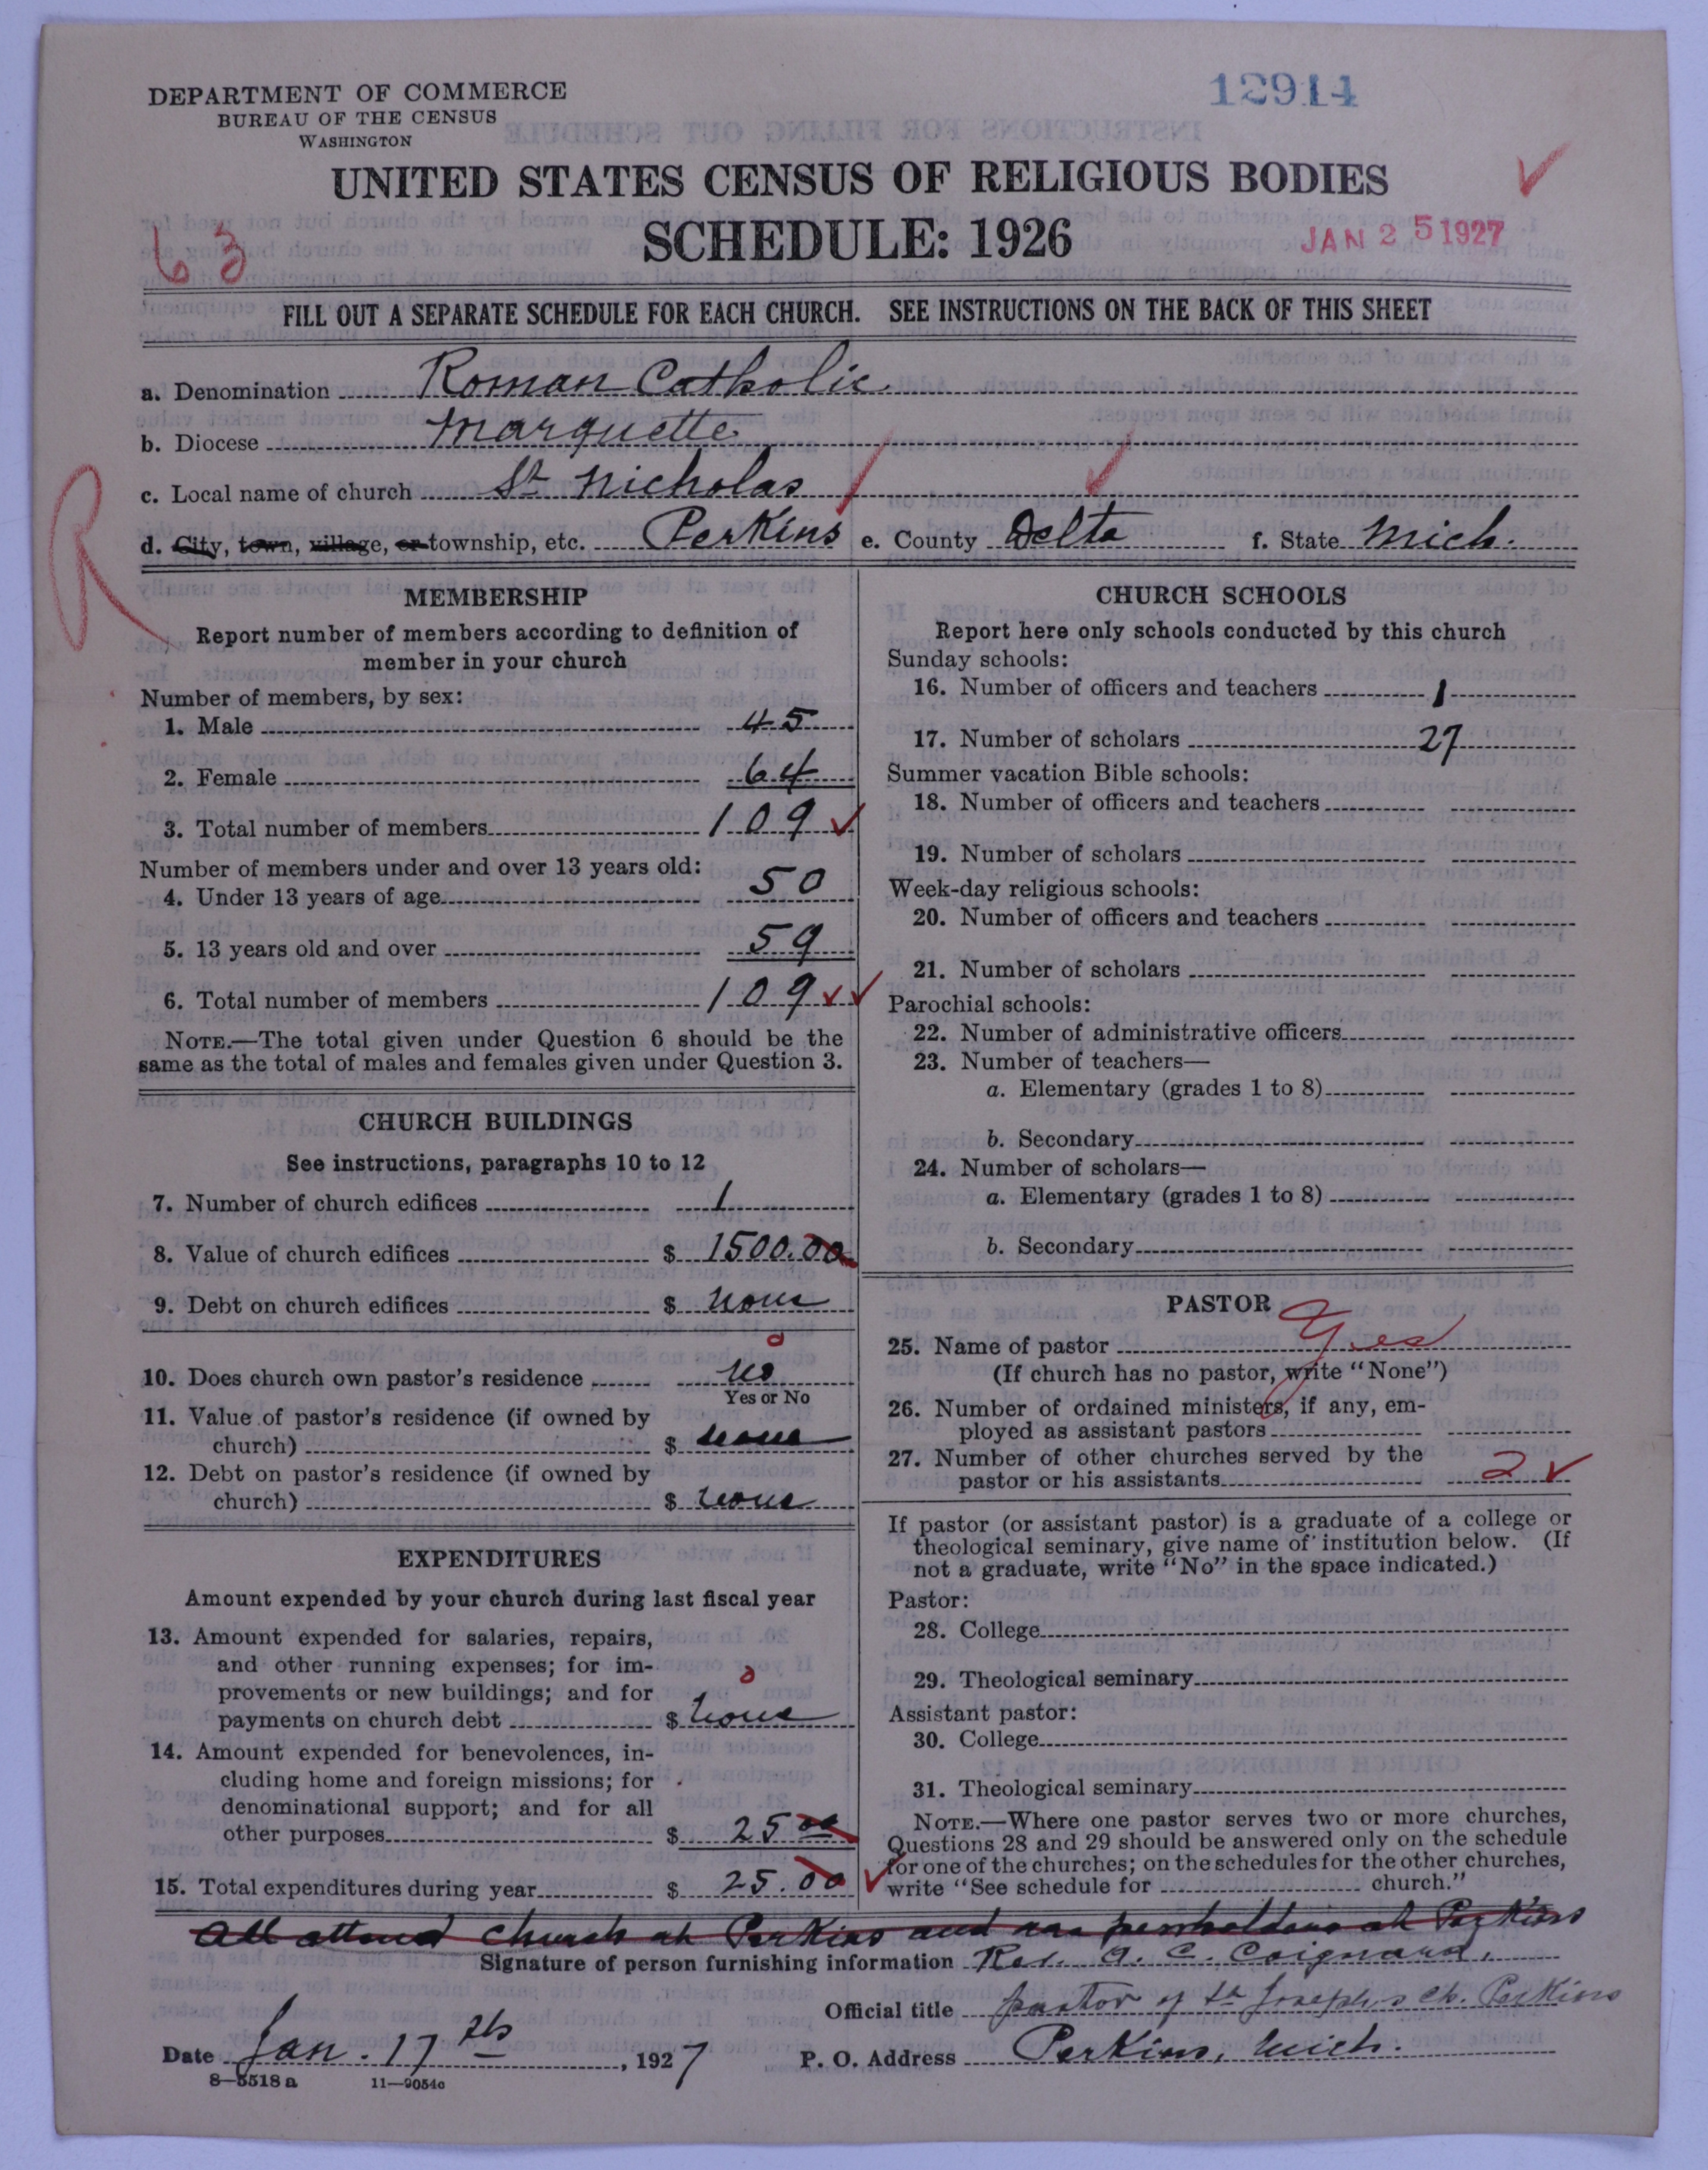 DEPARTMENT OF COMMERCE
BUREAU OF THE CENSUS
WASHINGTON
12914
UNITED STATES CENSUS OF RELIGIOUS BODIES
SCHEDULE: 1926
63
JAN 25 1927
FILL OUT A SEPARATE SCHEDULE FOR EACH CHURCH. SEE INSTRUCTIONS ON THE BACK OF THIS SHEET
a. Denomination Roman Catholic
b. Diocese Marquette
c. Local name of church St Nicholas
R
d. City, town, village, or township, etc. Perkins e. County Delta f. State Mich.
MEMBERSHIP
Report number of members according to definition of
member in your church
Number of members, by sex:
1. Male 45
2. Female 64
3. Total number of members 109
Number of members under and over 13 years old:
4. Under 13 years of age 50
5. 13 years old and over 59
6. Total number of members 109
NOTE.—The total given under Question 6 should be the
same as the total of males and females given under Question 3.
CHURCH BUILDINGS
See instructions, paragraphs 10 to 12
7. Number of church edifices 1
8. Value of church edifices $ 1500.00
9. Debt on church edifices $ none
0
10. Does church own pastor's residence no
Yes or No
11. Value of pastor's residence (if owned by
church) $ none
12. Debt on pastor's residence (if owned by
church) $ none
EXPENDITURES
Amount expended by your church during last fiscal year
13. Amount expended for salaries, repairs,
and other running expenses; for im-
provements or new buildings; and for 0
payments on church debt $ none
14. Amount expended for benevolences, in-
cluding home and foreign missions; for
denominational support; and for all
other purposes $ 25 00
15. Total expenditures during year $ 25.00
CHURCH SCHOOLS
Report here only schools conducted by this church
Sunday schools:
16. Number of officers and teachers 1
17. Number of scholars 27
Summer vacation Bible schools:
18. Number of officers and teachers
19. Number of scholars
Week-day religious schools:
20. Number of officers and teachers
21. Number of scholars
Parochial schools:
22. Number of administrative officers
23. Number of teachers—
a. Elementary (grades 1 to 8)
b. Secondary
24. Number of scholars—
a. Elementary (grades 1 to 8)
b. Secondary
PASTOR
25. Name of pastor Yes
(If church has no pastor, write "None")
26. Number of ordained ministers, if any, em-
ployed as assistant pastors
27. Number of other churches served by the
pastor or his assistants 2
If pastor (or assistant pastor) is a graduate of a college or
theological seminary, give name of institution below. (If
not a graduate, write "No" in the space indicated.)
Pastor:
28. College
29. Theological seminary
Assistant pastor:
30. College
31. Theological seminary
NOTE.—Where one pastor serves two or more churches,
Questions 28 and 29 should be answered only on the schedule
for one of the churches; on the schedules for the other churches,
write "See schedule for church."
All attend church at Perkins and are pewholders at Perkins
Signature of person furnishing information Rev. A. C. Coignard,
Official title pastor of St Joseph's ch. Perkins
Date Jan. 17th, 1927 P. O. Address Perkins, Mich.
8—5518a 11—9054c